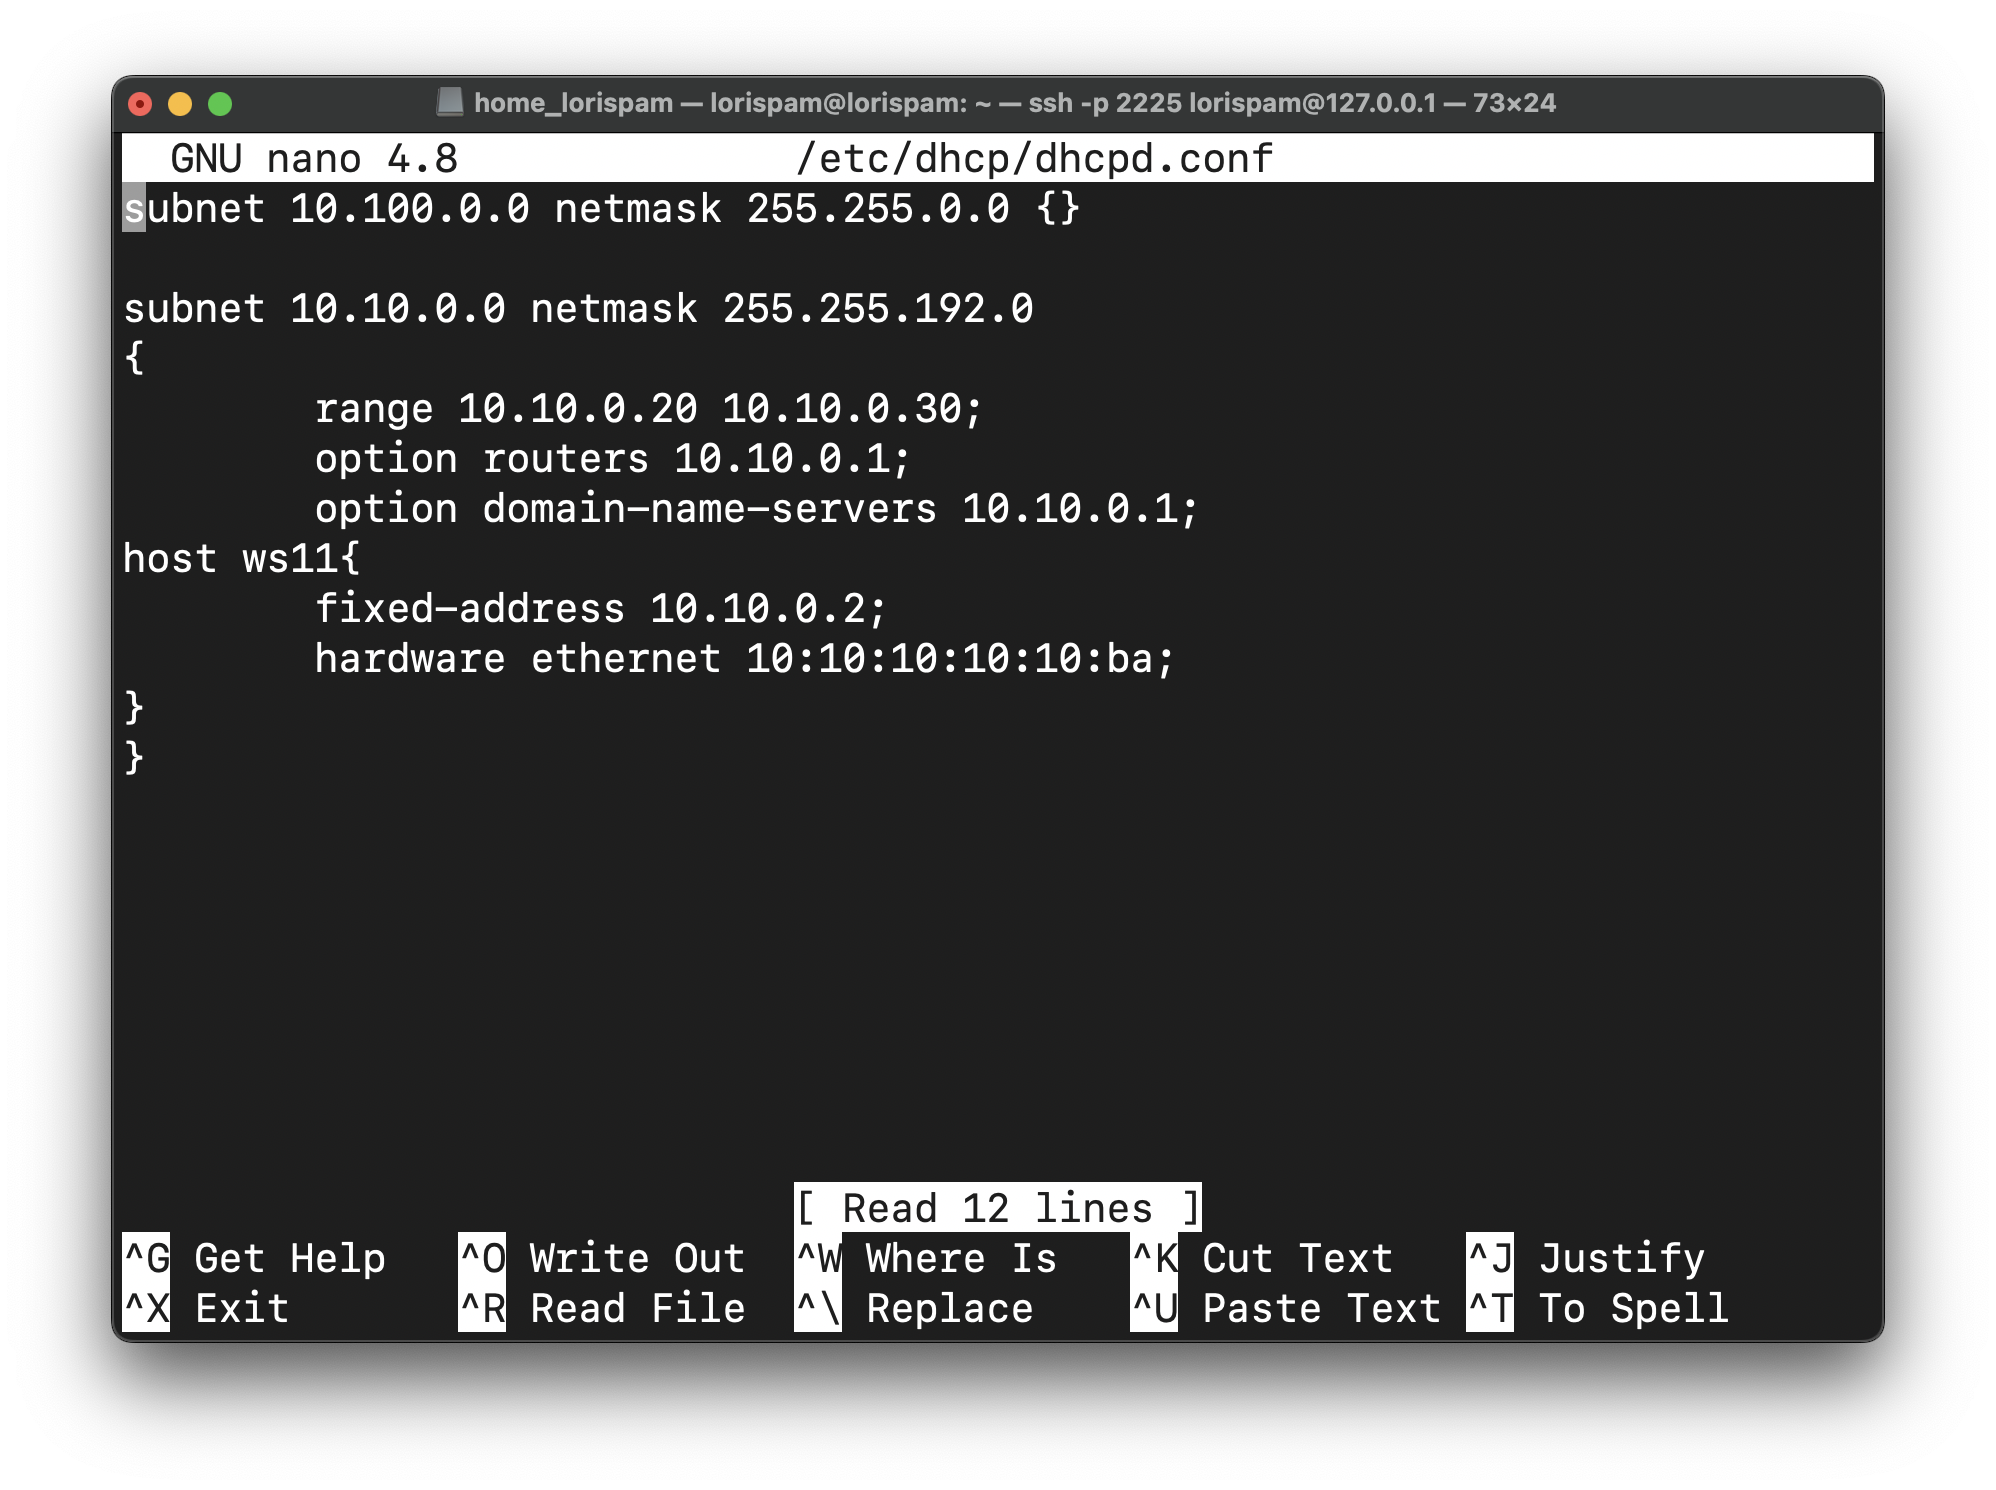 home_lorispam — lorispam@lorispam: ~ — ssh -p 2225 lorispam@127.0.0.1 — 73×24
GNU nano 4.8 /etc/dhcp/dhcpd.conf
subnet 10.100.0.0 netmask 255.255.0.0 {}
subnet 10.10.0.0 netmask 255.255.192.0
{
range 10.10.0.20 10.10.0.30;
option routers 10.10.0.1;
option domain-name-servers 10.10.0.1;
host ws11{
fixed-address 10.10.0.2;
hardware ethernet 10:10:10:10:10:ba;
}
}
[ Read 12 lines ]
^G Get Help ^O Write Out ^W Where Is ^K Cut Text ^J Justify
^X Exit ^R Read File ^\ Replace ^U Paste Text ^T To Spell